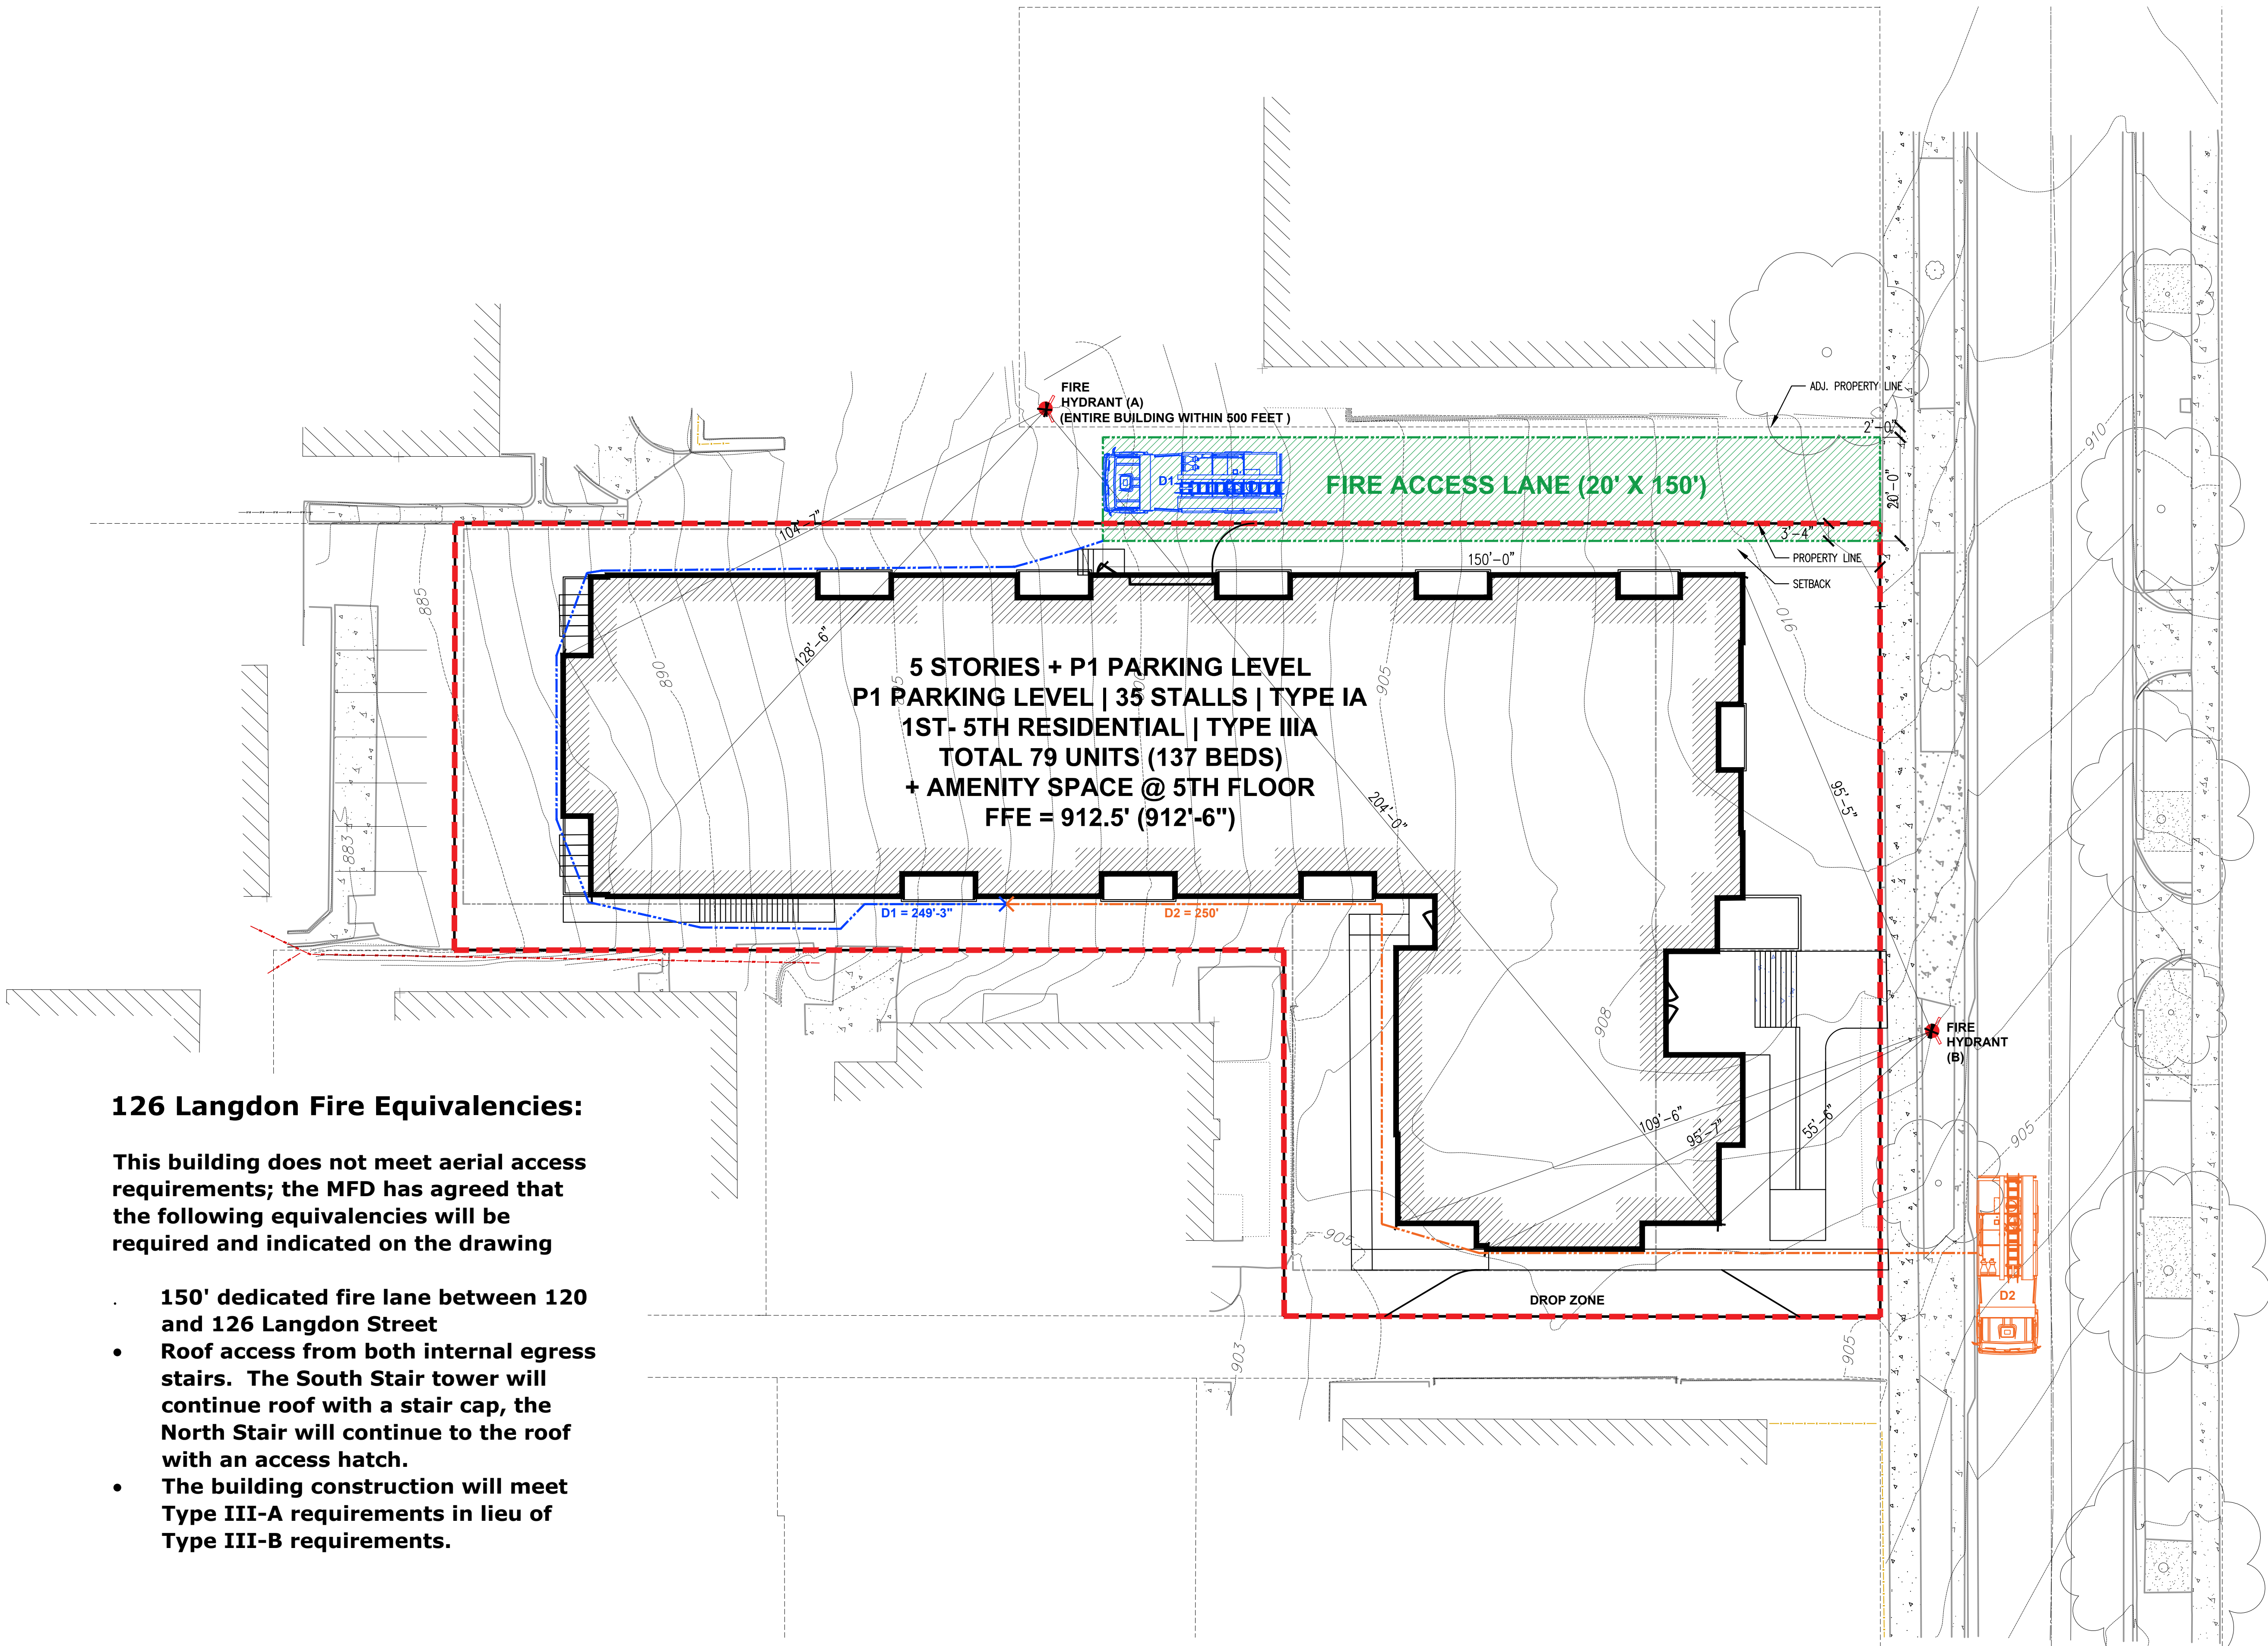 FIRE
HYDRANT (A)
(ENTIRE BUILDING WITHIN 500 FEET )
ADJ. PROPERTY LINE
2'-0"
D1
FIRE ACCESS LANE (20' X 150')
20'-0"
910
104'-7"
3'-4"
150'-0"
PROPERTY LINE
SETBACK
885
910
128'-6"
890
905
5 STORIES + P1 PARKING LEVEL
P1 PARKING LEVEL | 35 STALLS | TYPE IA
1ST- 5TH RESIDENTIAL | TYPE IIIA
TOTAL 79 UNITS (137 BEDS)
+ AMENITY SPACE @ 5TH FLOOR
FFE = 912.5' (912'-6")
204'-0"
95'-5"
883
D1 = 249'-3"
D2 = 250'
908
FIRE
HYDRANT
(B)
109'-6"
95'-7"
55'-6"
905
905
D2
DROP ZONE
903
905
126 Langdon Fire Equivalencies:
This building does not meet aerial access
requirements; the MFD has agreed that
the following equivalencies will be
required and indicated on the drawing
. 150' dedicated fire lane between 120
and 126 Langdon Street
• Roof access from both internal egress
stairs. The South Stair tower will
continue roof with a stair cap, the
North Stair will continue to the roof
with an access hatch.
• The building construction will meet
Type III-A requirements in lieu of
Type III-B requirements.